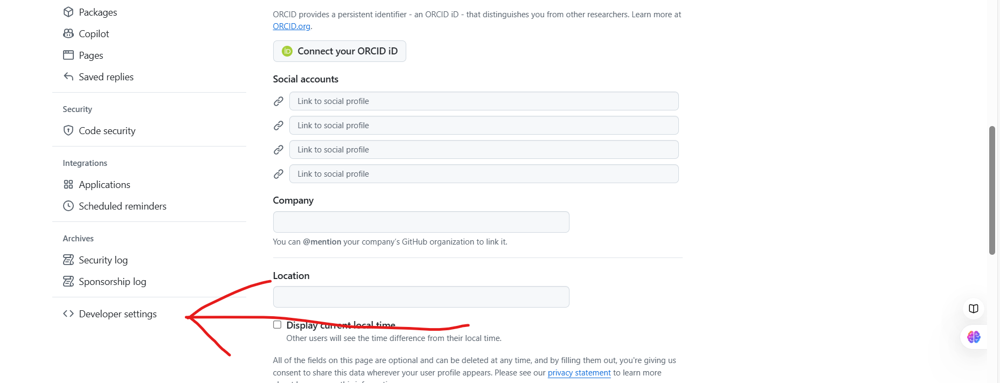 Packages
Copilot
Pages
Saved replies
Security
Code security
Integrations
Applications
Scheduled reminders
Archives
Security log
Sponsorship log
Developer settings
ORCID provides a persistent identifier - an ORCID iD - that distinguishes you from other researchers. Learn more at
ORCID.org.
iD Connect your ORCID iD
Social accounts
Link to social profile
Link to social profile
Link to social profile
Link to social profile
Company
You can @mention your company's GitHub organization to link it.
Location
Display current local time
Other users will see the time difference from their local time.
All of the fields on this page are optional and can be deleted at any time, and by filling them out, you're giving us
consent to share this data wherever your user profile appears. Please see our privacy statement to learn more